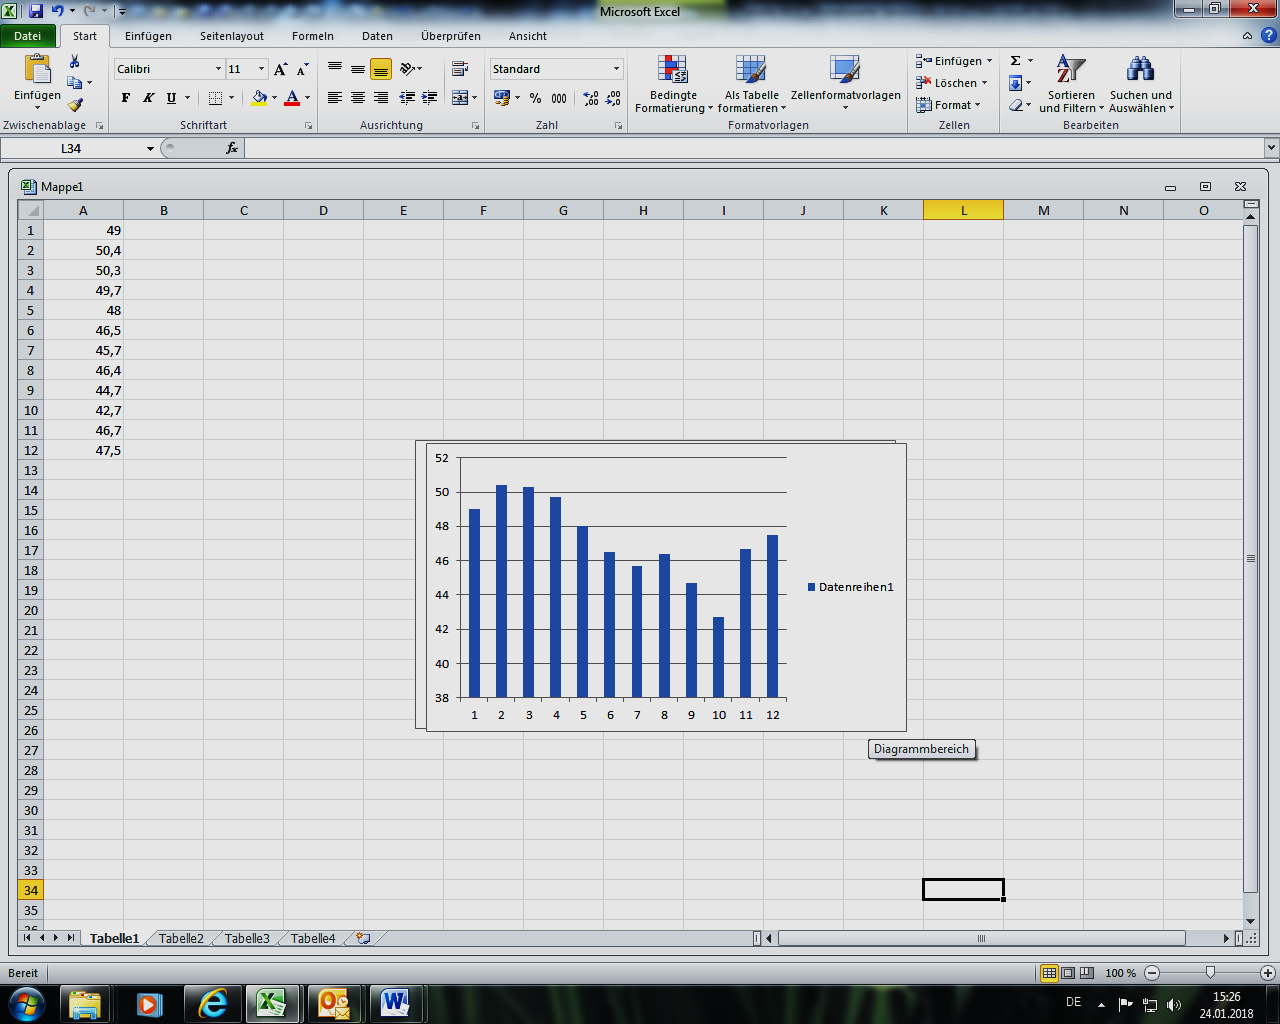 Microsoft Excel
Datei Start Einfügen Seitenlayout Formeln Daten Überprüfen Ansicht
Einfügen
Zwischenablage
Calibri 11
F K U
Schriftart
Ausrichtung
Standard
% 000
Zahl
Bedingte Formatierung
Als Tabelle formatieren
Zellenformatvorlagen
Formatvorlagen
Einfügen
Löschen
Format
Zellen
Sortieren und Filtern
Suchen und Auswählen
Bearbeiten
L34 fx
Mappe1
A B C D E F G H I J K L M N O
1 49
2 50,4
3 50,3
4 49,7
5 48
6 46,5
7 45,7
8 46,4
9 44,7
10 42,7
11 46,7
12 47,5
13
14
15
16
17
18
19
20
21
22
23
24
25
26
27
28
29
30
31
32
33
34
35
36
52
50
48
46
44
42
40
38
1 2 3 4 5 6 7 8 9 10 11 12
Datenreihen1
Diagrammbereich
Tabelle1 Tabelle2 Tabelle3 Tabelle4
Bereit 100 %
DE 15:26
24.01.2018